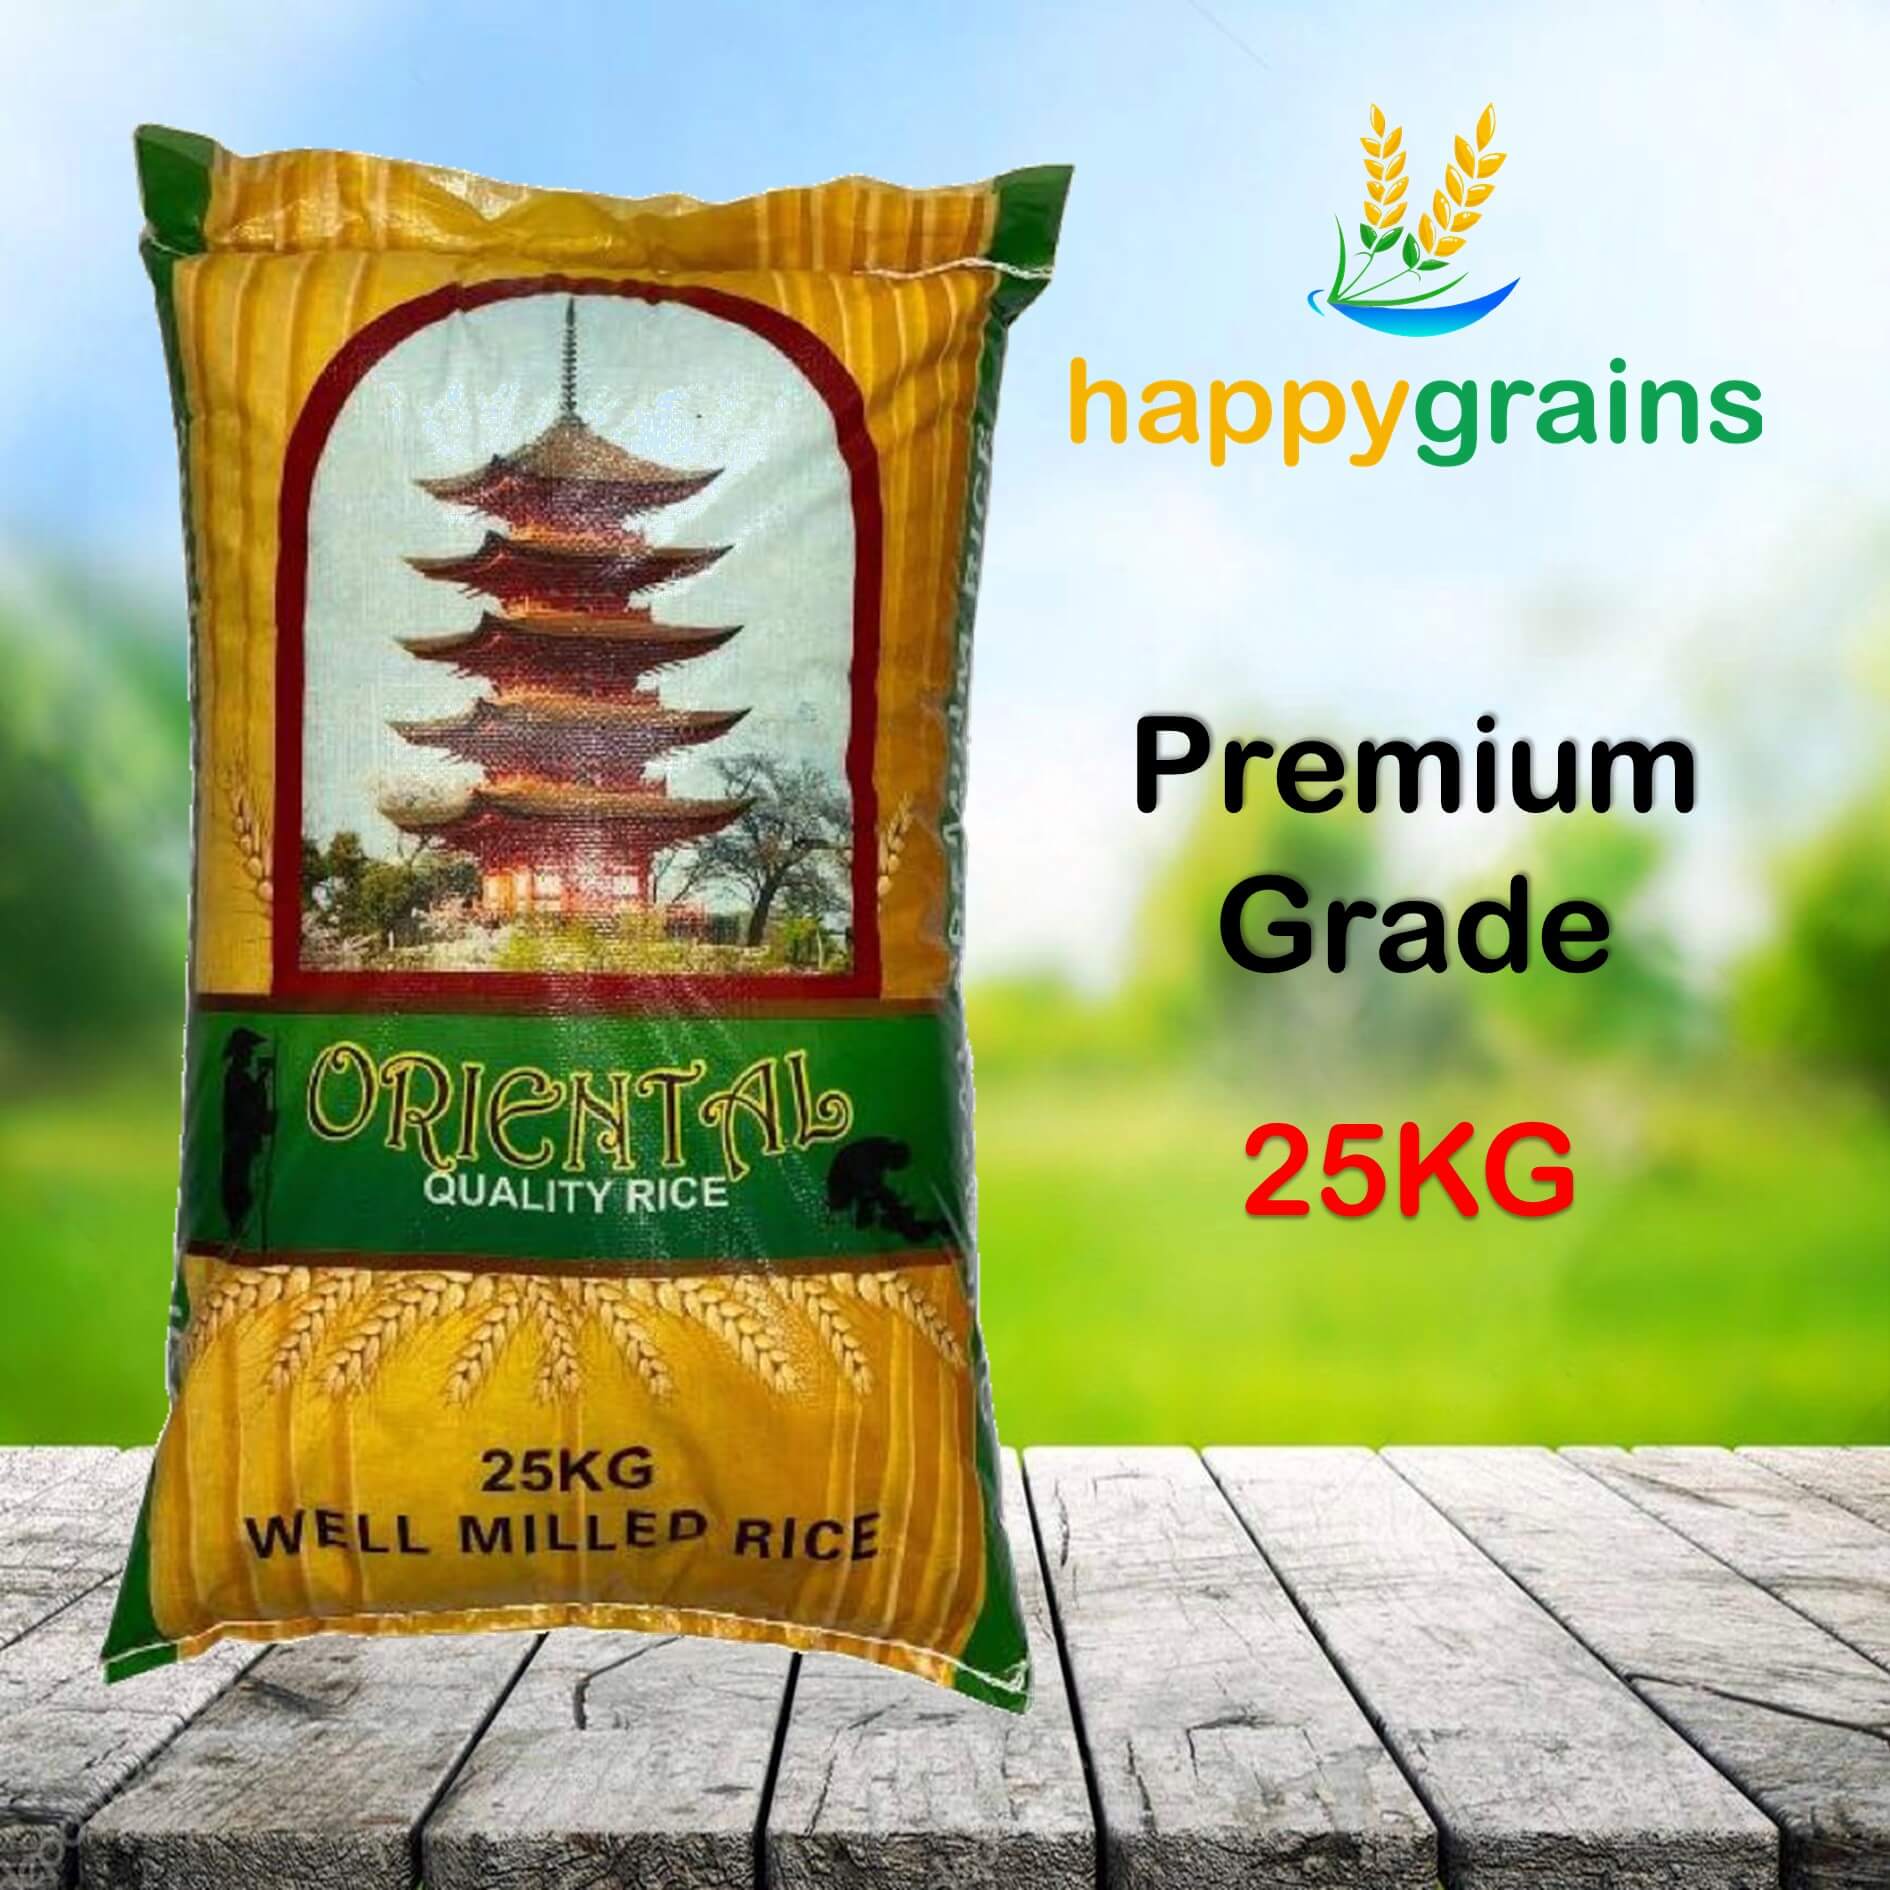 happygrains
Premium
Grade
25KG
ORIENTAL
QUALITY RICE
25KG
WELL MILLED RICE